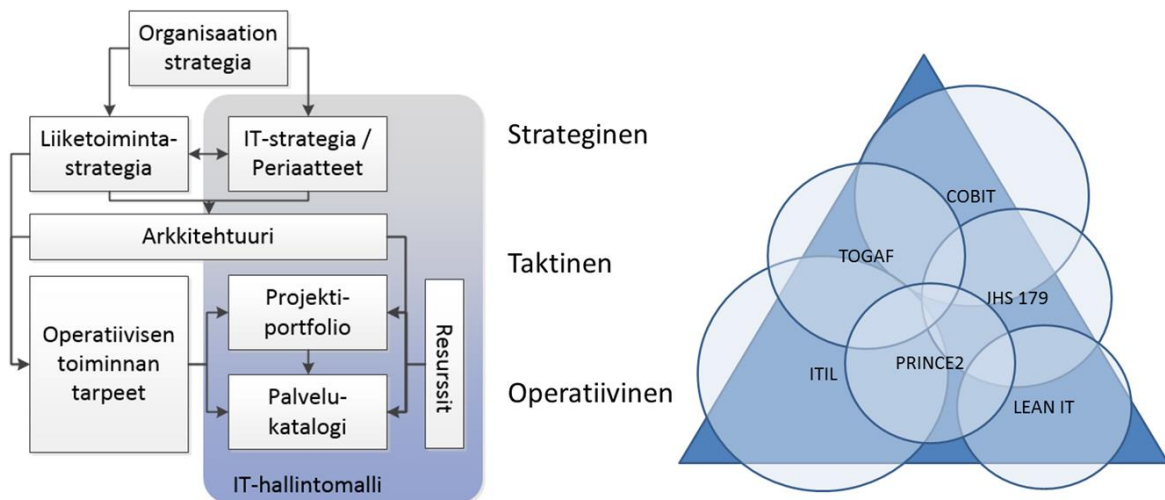 Organisaation
strategia
Liiketoiminta-
strategia
IT-strategia /
Periaatteet
Arkkitehtuuri
Operatiivisen
toiminnan
tarpeet
Projekti-
portfolio
Palvelu-
katalogi
Resurssit
IT-hallintomalli
Strateginen
Taktinen
Operatiivinen
COBIT
TOGAF
JHS 179
ITIL
PRINCE2
LEAN IT